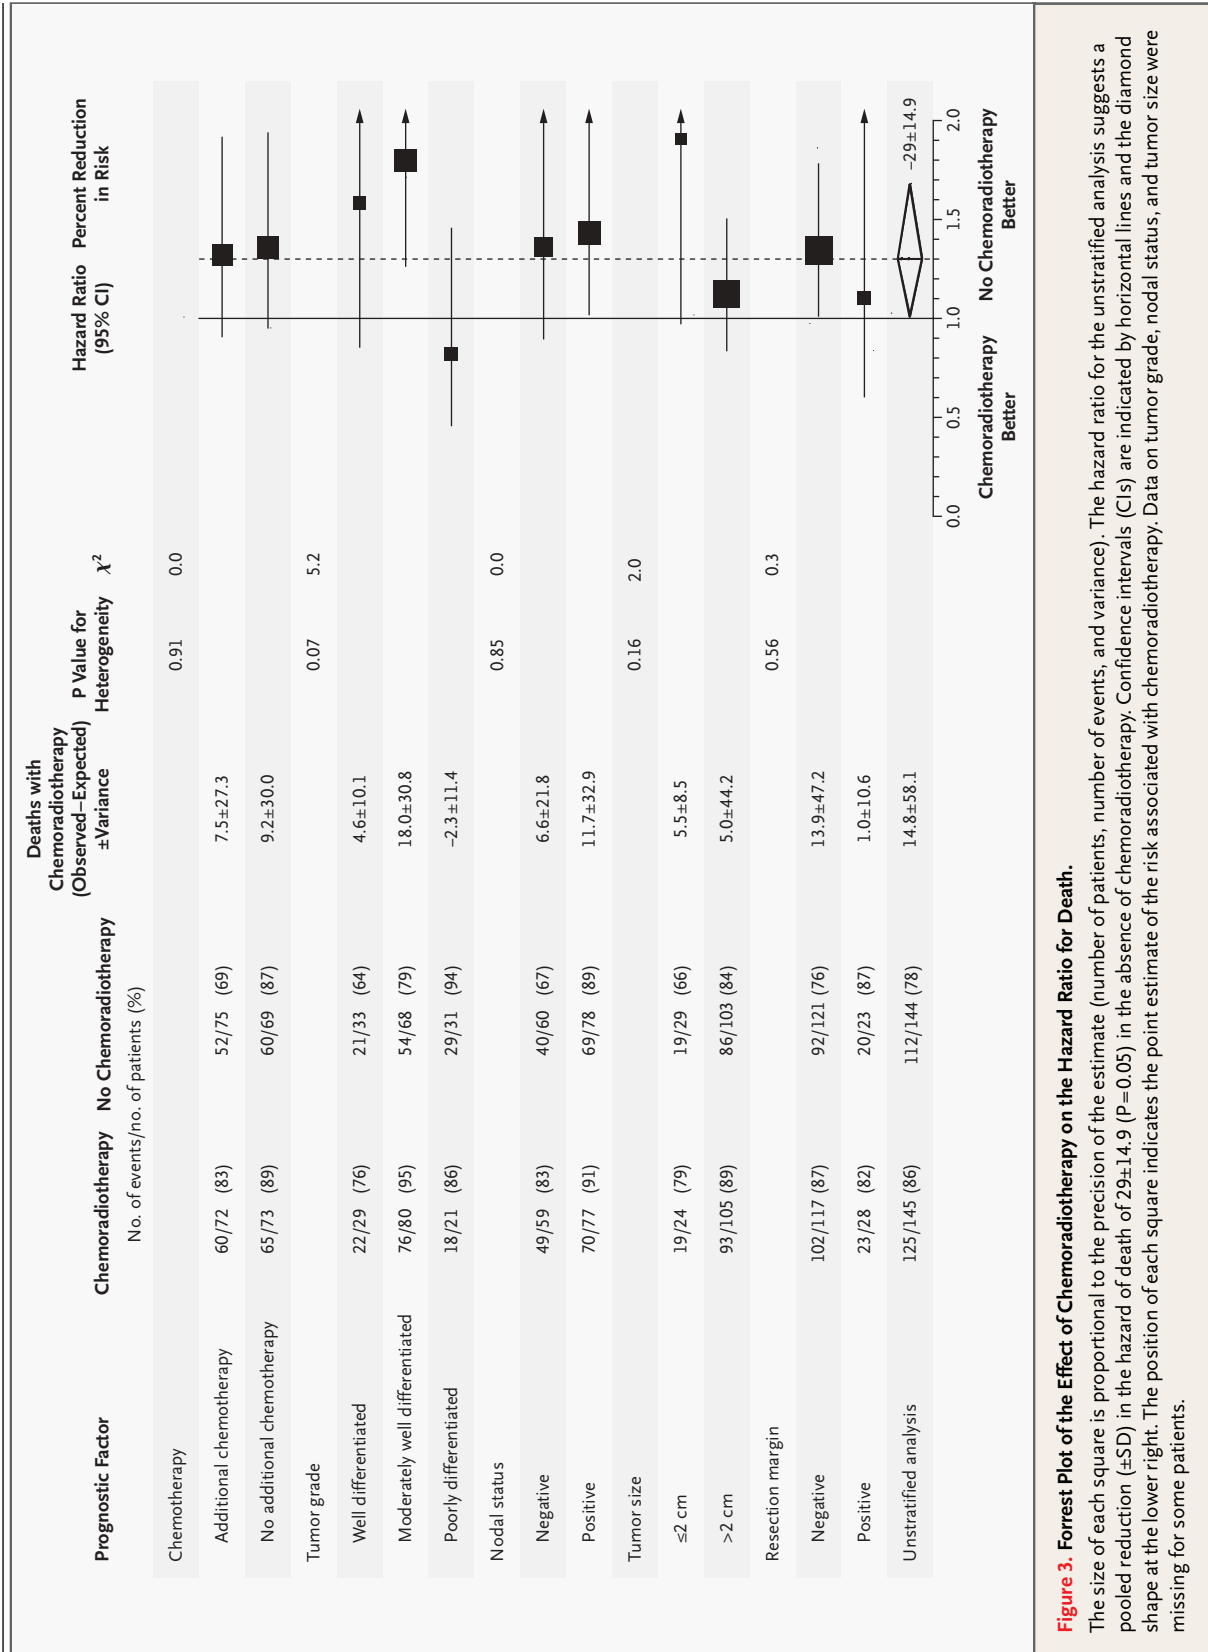 Prognostic Factor Chemoradiotherapy No Chemoradiotherapy Deaths with Chemoradiotherapy (Observed–Expected) ±Variance P Value for Heterogeneity χ² Hazard Ratio (95% CI) Percent Reduction in Risk
No. of events/no. of patients (%)
Chemotherapy 0.91 0.0
Additional chemotherapy 60/72 (83) 52/75 (69) 7.5±27.3
No additional chemotherapy 65/73 (89) 60/69 (87) 9.2±30.0
Tumor grade 0.07 5.2
Well differentiated 22/29 (76) 21/33 (64) 4.6±10.1
Moderately well differentiated 76/80 (95) 54/68 (79) 18.0±30.8
Poorly differentiated 18/21 (86) 29/31 (94) –2.3±11.4
Nodal status 0.85 0.0
Negative 49/59 (83) 40/60 (67) 6.6±21.8
Positive 70/77 (91) 69/78 (89) 11.7±32.9
Tumor size 0.16 2.0
≤2 cm 19/24 (79) 19/29 (66) 5.5±8.5
>2 cm 93/105 (89) 86/103 (84) 5.0±44.2
Resection margin 0.56 0.3
Negative 102/117 (87) 92/121 (76) 13.9±47.2
Positive 23/28 (82) 20/23 (87) 1.0±10.6
Unstratified analysis 125/145 (86) 112/144 (78) 14.8±58.1 –29±14.9
0.0 0.5 1.0 1.5 2.0
Chemoradiotherapy Better No Chemoradiotherapy Better
Figure 3. Forrest Plot of the Effect of Chemoradiotherapy on the Hazard Ratio for Death.
The size of each square is proportional to the precision of the estimate (number of patients, number of events, and variance). The hazard ratio for the unstratified analysis suggests a
pooled reduction (±SD) in the hazard of death of 29±14.9 (P=0.05) in the absence of chemoradiotherapy. Confidence intervals (CIs) are indicated by horizontal lines and the diamond
shape at the lower right. The position of each square indicates the point estimate of the risk associated with chemoradiotherapy. Data on tumor grade, nodal status, and tumor size were
missing for some patients.